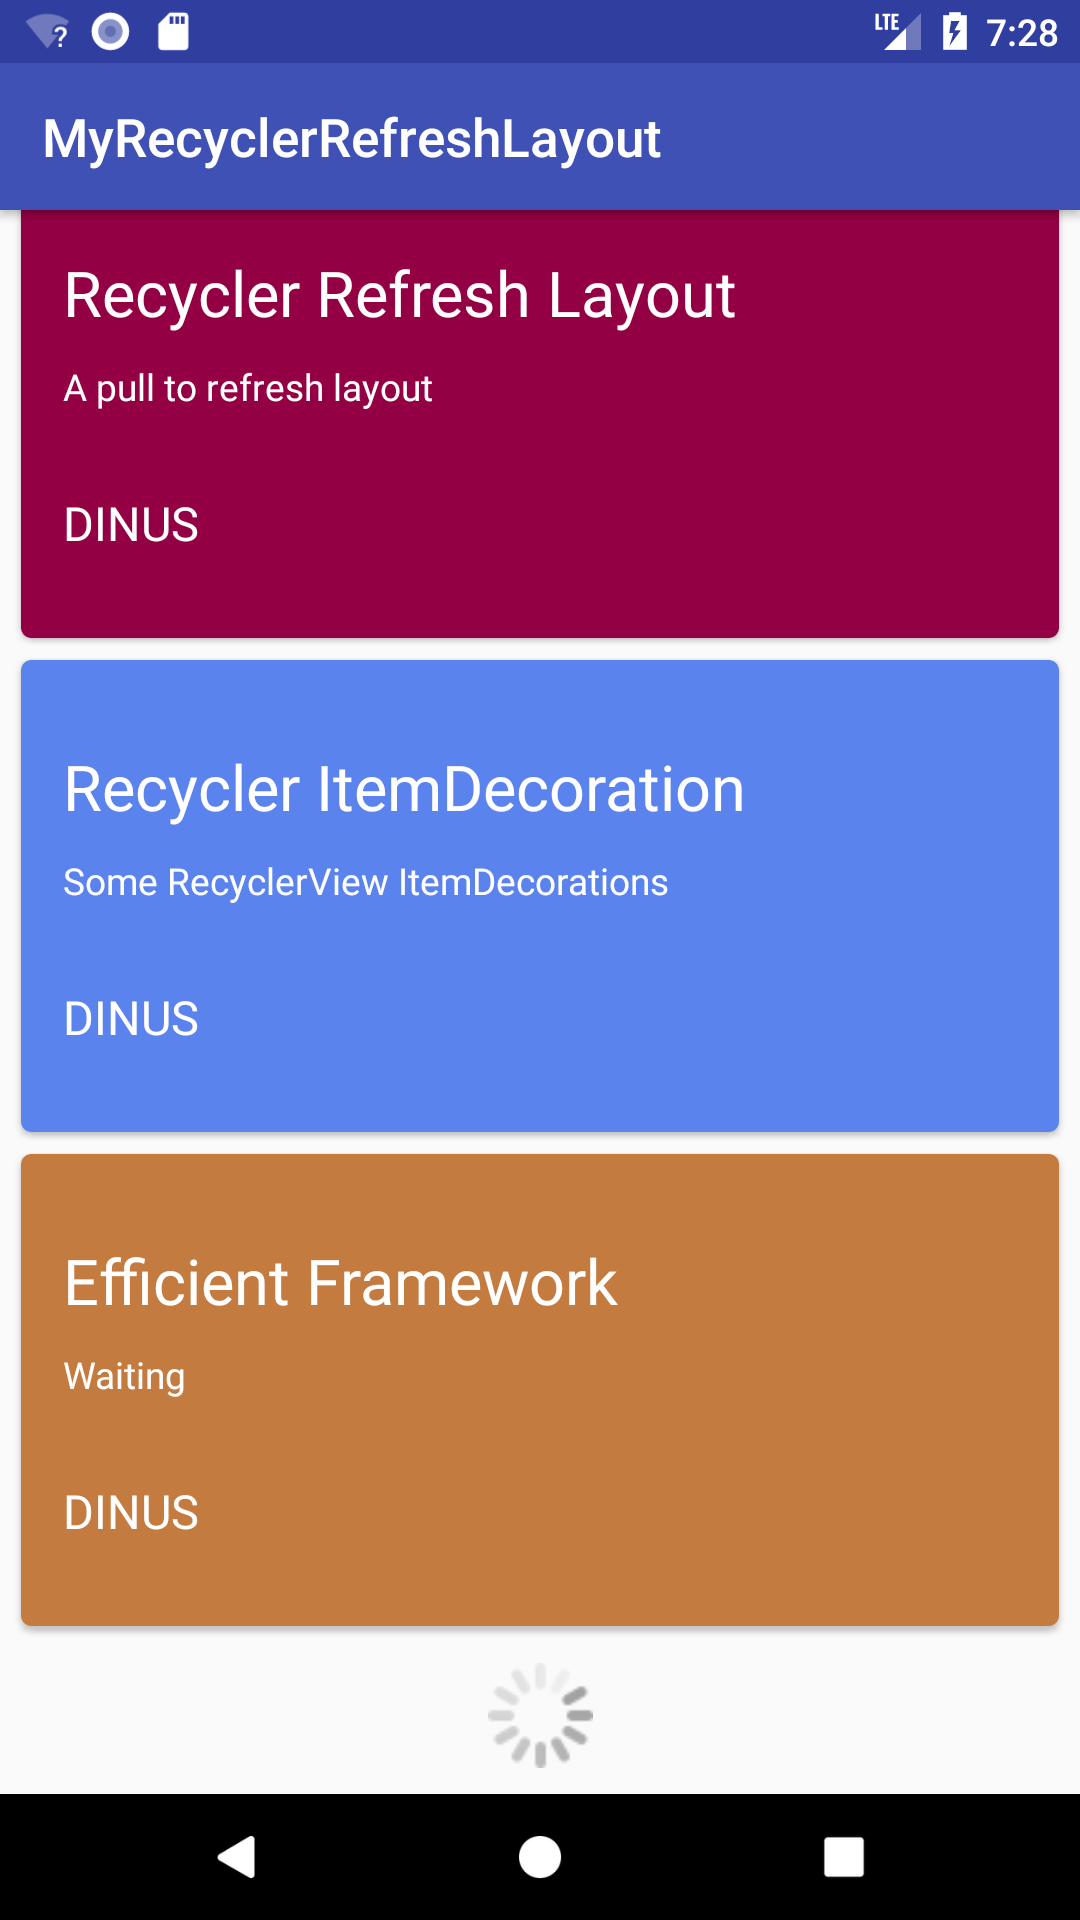 LTE 7:28
MyRecyclerRefreshLayout
Recycler Refresh Layout
A pull to refresh layout
DINUS
Recycler ItemDecoration
Some RecyclerView ItemDecorations
DINUS
Efficient Framework
Waiting
DINUS